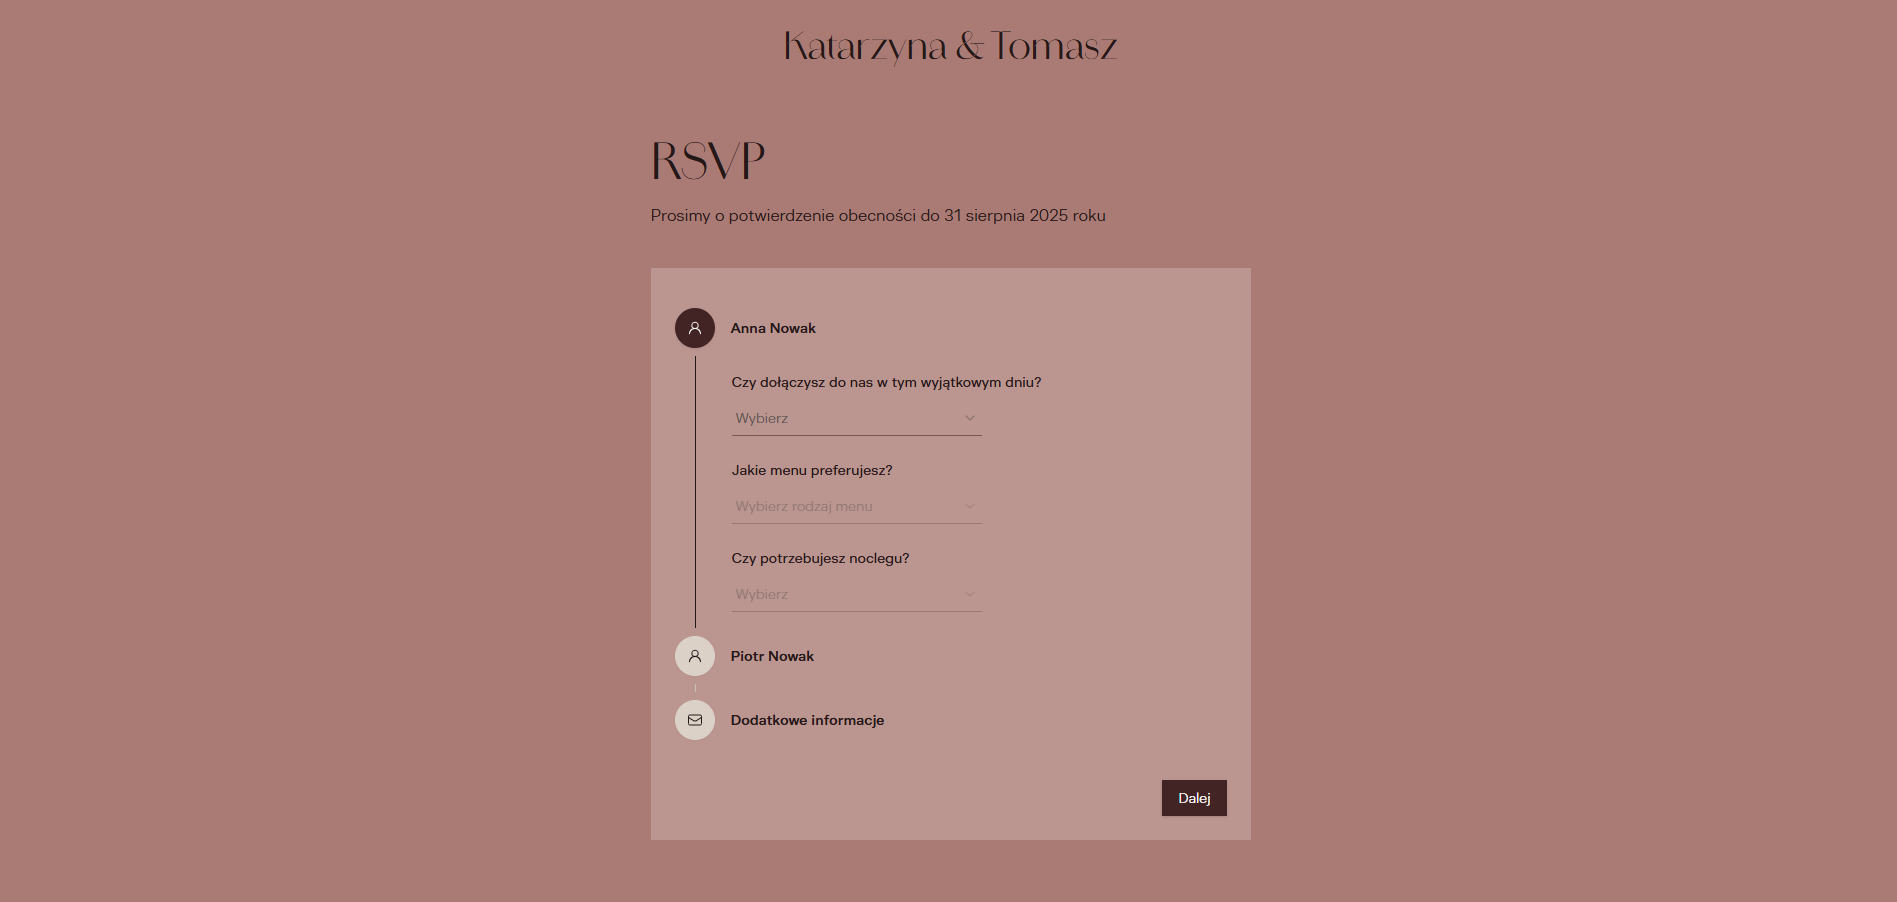 Katarzyna & Tomasz
RSVP
Prosimy o potwierdzenie obecności do 31 sierpnia 2025 roku
Anna Nowak
Czy dołączysz do nas w tym wyjątkowym dniu?
Wybierz
Jakie menu preferujesz?
Wybierz rodzaj menu
Czy potrzebujesz noclegu?
Wybierz
Piotr Nowak
Dodatkowe informacje
Dalej